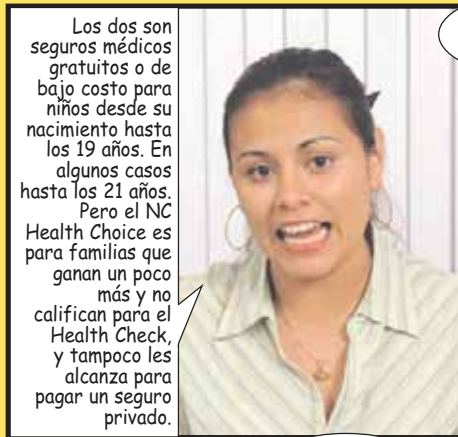 Los dos son
seguros médicos
gratuitos o de
bajo costo para
niños desde su
nacimiento hasta
los 19 años. En
algunos casos
hasta los 21 años.
Pero el NC
Health Choice es
para familias que
ganan un poco
más y no
califican para el
Health Check,
y tampoco les
alcanza para
pagar un seguro
privado.